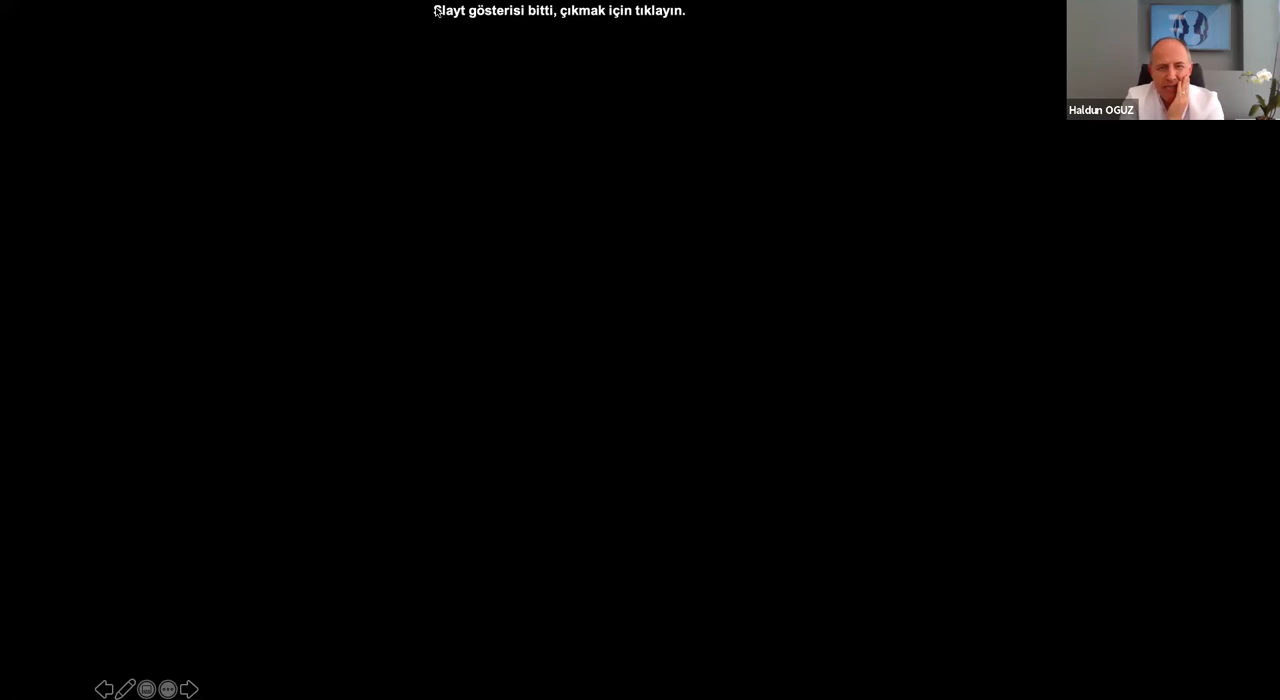 Slayt gösterisi bitti, çıkmak için tıklayın.
Haldun OGUZ